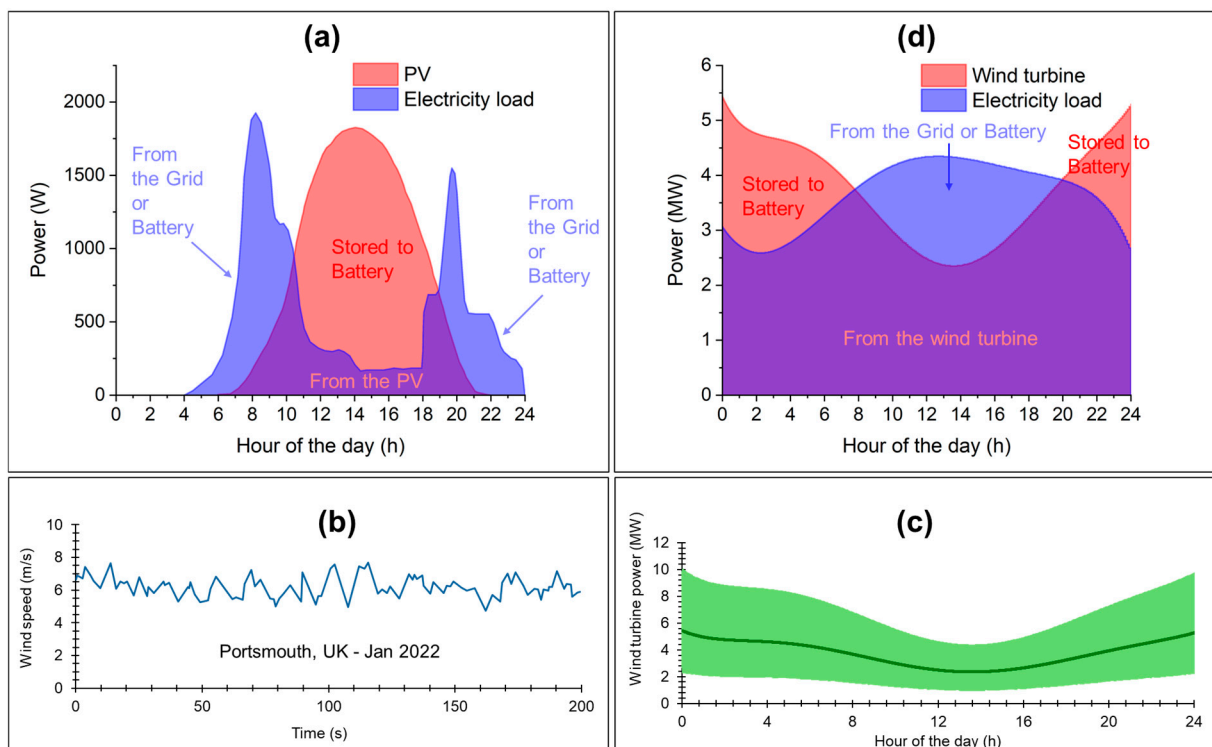 (a)
PV
Electricity load
From
the Grid
or
Battery
From
the Grid
or
Battery
Stored to
Battery
From the PV
Power (W)
2000
1500
1000
500
0
0 2 4 6 8 10 12 14 16 18 20 22 24
Hour of the day (h)
(d)
Wind turbine
Electricity load
From the Grid or Battery
Stored to
Battery
Stored to
Battery
From the wind turbine
Power (MW)
6
5
4
3
2
1
0
0 2 4 6 8 10 12 14 16 18 20 22 24
Hour of the day (h)
(b)
Wind speed (m/s)
10
8
6
4
2
0
Portsmouth, UK - Jan 2022
0 50 100 150 200
Time (s)
(c)
Wind turbine power (MW)
12
10
8
6
4
2
0
0 4 8 12 16 20 24
Hour of the day (h)